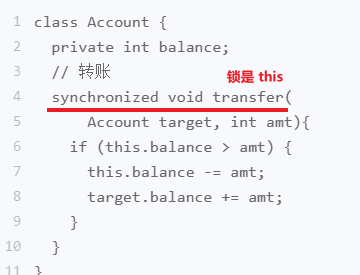 1 class Account {
2 private int balance;
3 // 转账
锁是 this
4 synchronized void transfer(
5 Account target, int amt){
6 if (this.balance > amt) {
7 this.balance -= amt;
8 target.balance += amt;
9 }
10 }
11 }